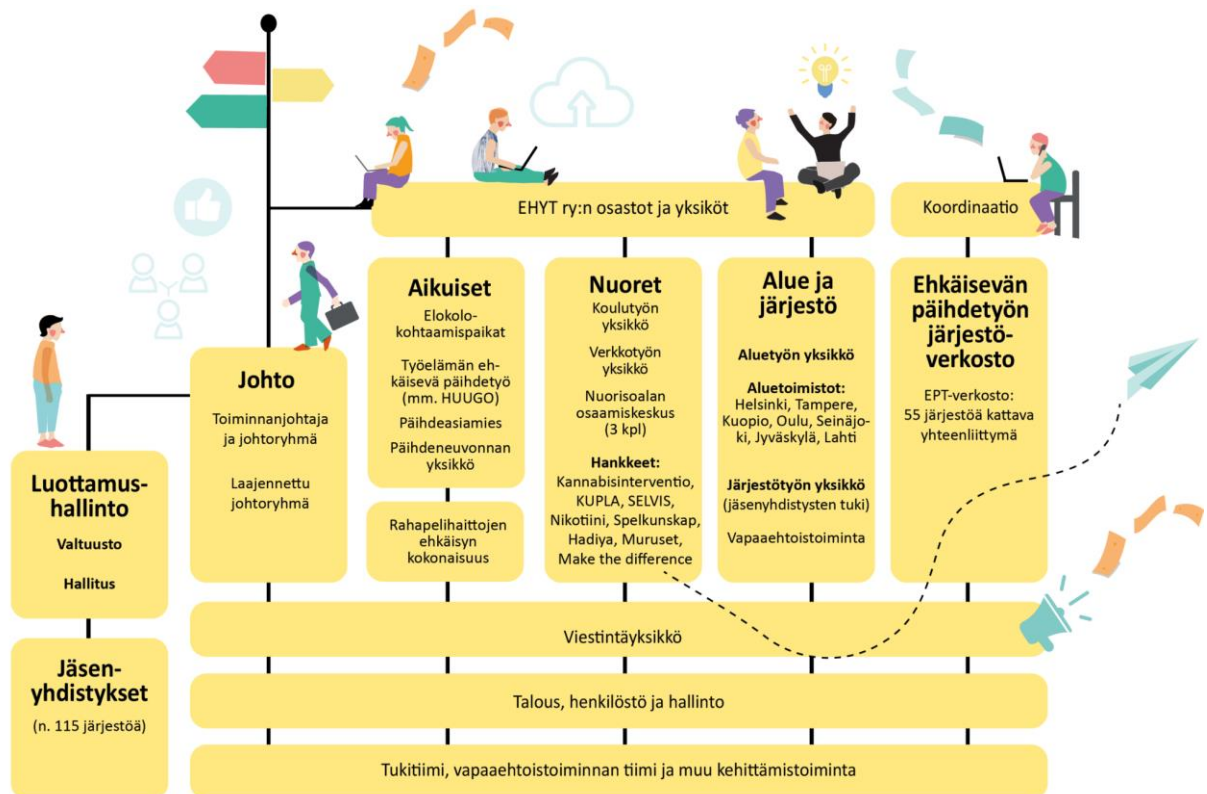 EHYT ry:n osastot ja yksiköt
Koordinaatio
Luottamus-
hallinto
Valtuusto
Hallitus
Jäsen-
yhdistykset
(n. 115 järjestöä)
Johto
Toiminnanjohtaja
ja johtoryhmä
Laajennettu
johtoryhmä
Aikuiset
Elokolo-
kohtaamispaikat
Työelämän eh-
käisevä päihdetyö
(mm. HUUGO)
Päihdeasiamies
Päihdeneuvonnan
yksikkö
Rahapelihaittojen
ehkäisyn
kokonaisuus
Nuoret
Koulutyön
yksikkö
Verkkotyön
yksikkö
Nuorisoalan
osaamiskeskus
(3 kpl)
Hankkeet:
Kannabisinterventio,
KUPLA, SELVIS,
Nikotiini, Spelkunskap,
Hadiya, Muruset,
Make the difference
Alue ja
järjestö
Aluetyön yksikkö
Aluetoimistot:
Helsinki, Tampere,
Kuopio, Oulu, Seinäjo-
ki, Jyväskylä, Lahti
Järjestötyön yksikkö
(jäsenyhdistysten tuki)
Vapaaehtoistoiminta
Ehkäisevän
päihdetyön
järjestö-
verkosto
EPT-verkosto:
55 järjestöä kattava
yhteenliittymä
Viestintäyksikkö
Talous, henkilöstö ja hallinto
Tukitiimi, vapaaehtoistoiminnan tiimi ja muu kehittämistoiminta